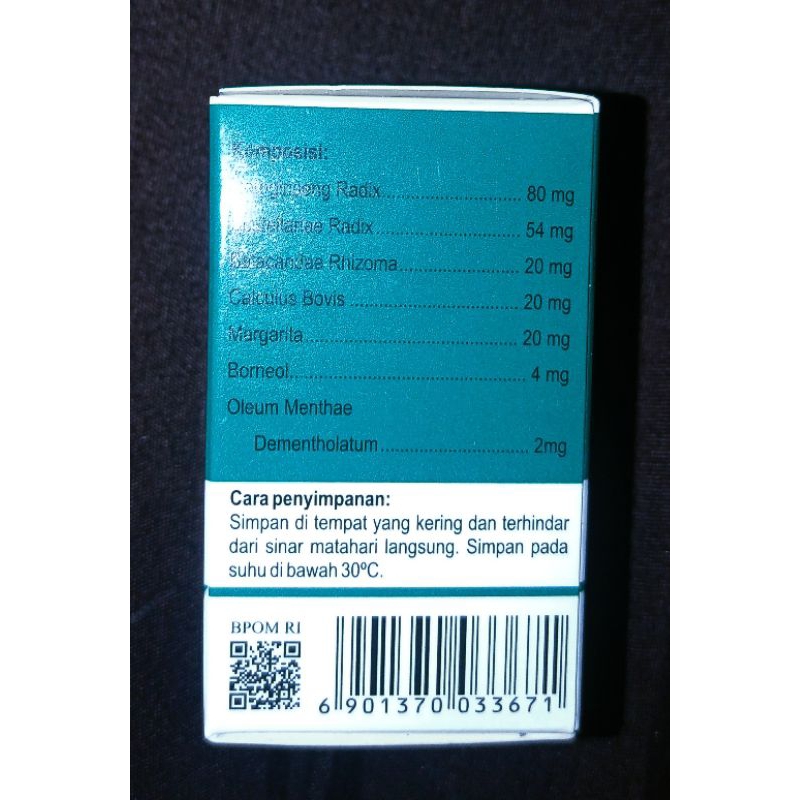 Komposisi:
Radix........................ 80 mg
Radix........................ 54 mg
Rhizoma........................ 20 mg
Calculus Bovis........................ 20 mg
Margarita........................ 20 mg
Borneol........................ 4 mg
Oleum Menthae
Dementholatum........................ 2mg
Cara penyimpanan:
Simpan di tempat yang kering dan terhindar
dari sinar matahari langsung. Simpan pada
suhu di bawah 30ºC.
BPOM RI
6 901370 033671